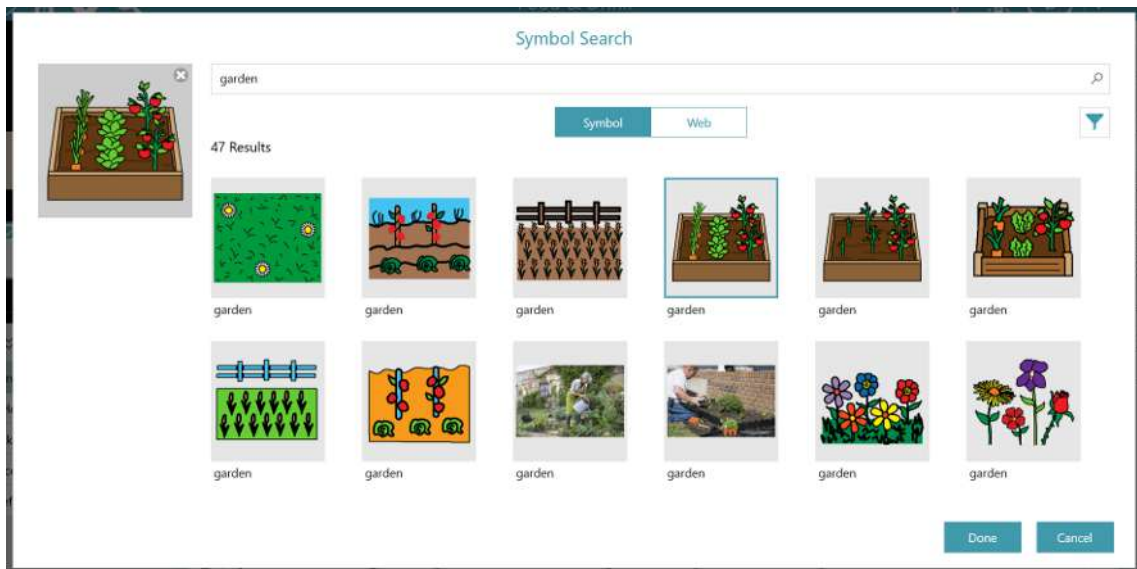 Symbol Search
garden
Symbol Web
47 Results
garden garden garden garden garden garden
garden garden garden garden garden garden
Done Cancel